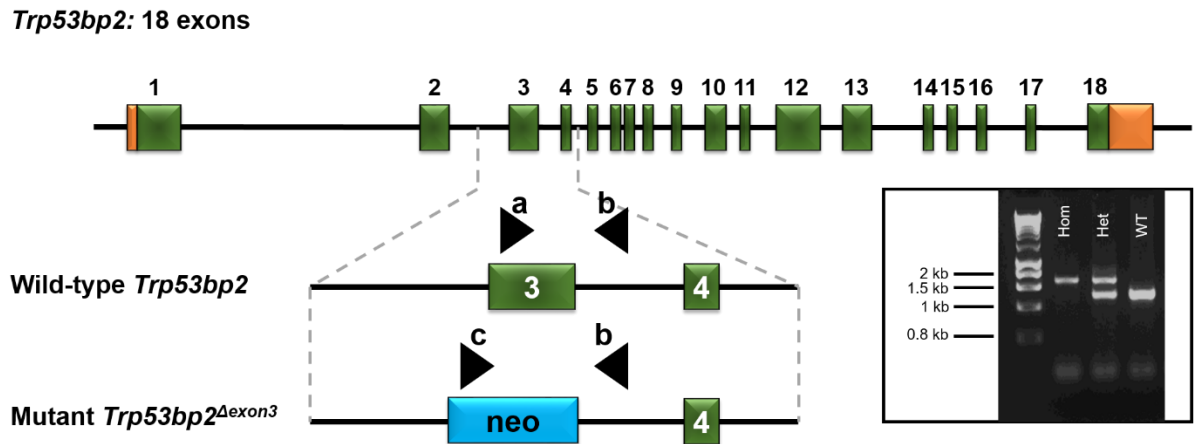 Trp53bp2: 18 exons
1 2 3 4 5 6 7 8 9 10 11 12 13 14 15 16 17 18
a b
Wild-type Trp53bp2
3 4
c b
Mutant Trp53bp2Δexon3
neo 4
Hom Het WT
2 kb
1.5 kb
1 kb
0.8 kb